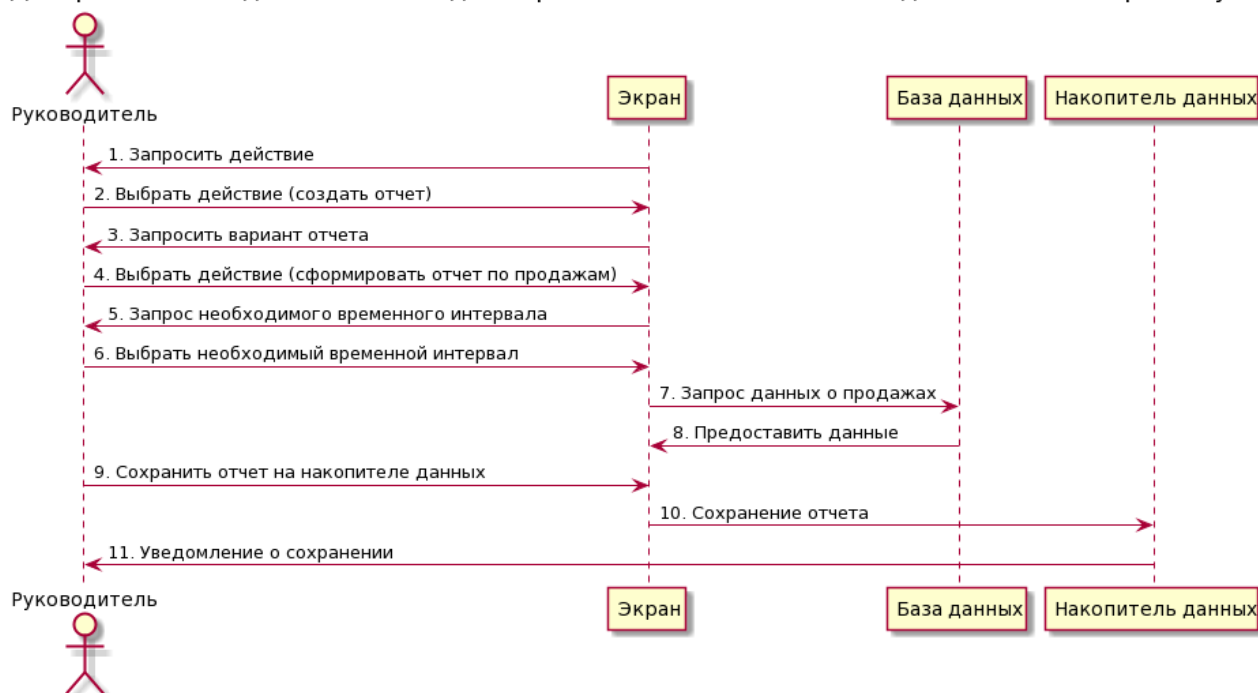 Руководитель
Экран
База данных
Накопитель данных
1. Запросить действие
2. Выбрать действие (создать отчет)
3. Запросить вариант отчета
4. Выбрать действие (сформировать отчет по продажам)
5. Запрос необходимого временного интервала
6. Выбрать необходимый временной интервал
7. Запрос данных о продажах
8. Предоставить данные
9. Сохранить отчет на накопителе данных
10. Сохранение отчета
11. Уведомление о сохранении
Руководитель
Экран
База данных
Накопитель данных